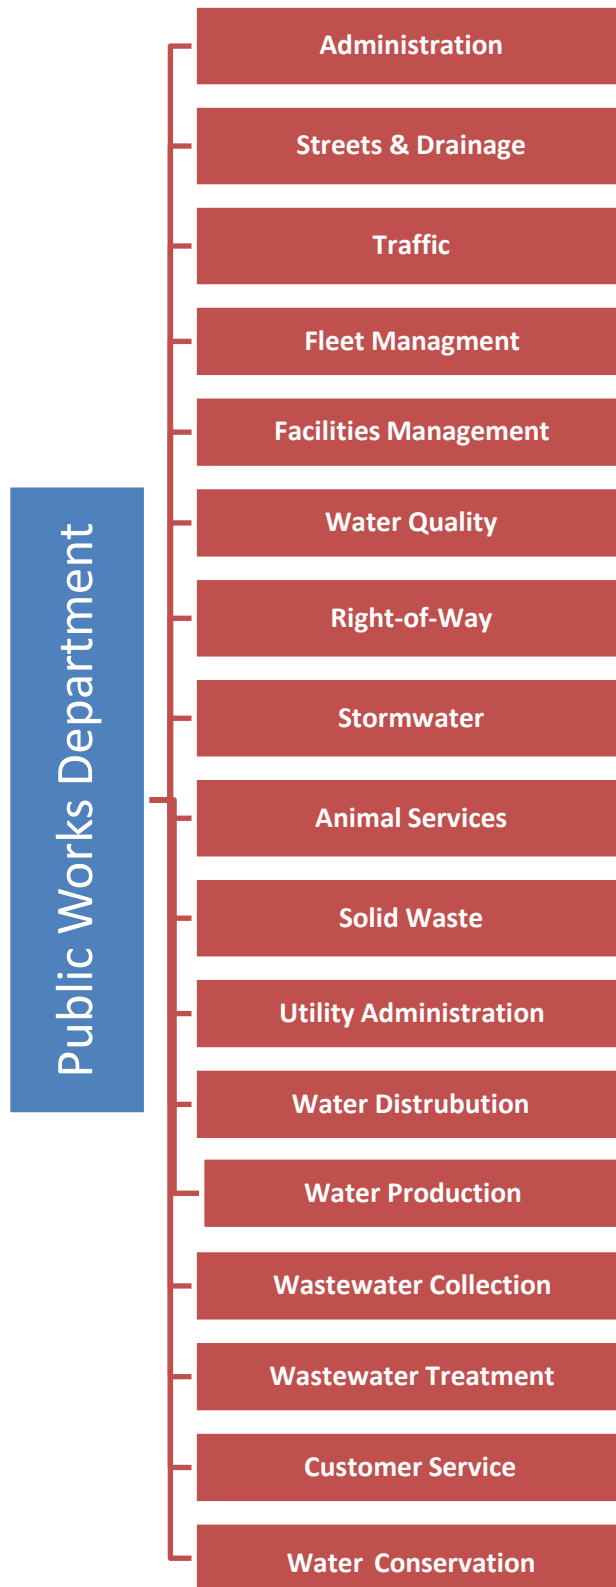 Public Works Department
Administration
Streets & Drainage
Traffic
Fleet Managment
Facilities Management
Water Quality
Right-of-Way
Stormwater
Animal Services
Solid Waste
Utility Administration
Water Distrubution
Water Production
Wastewater Collection
Wastewater Treatment
Customer Service
Water Conservation